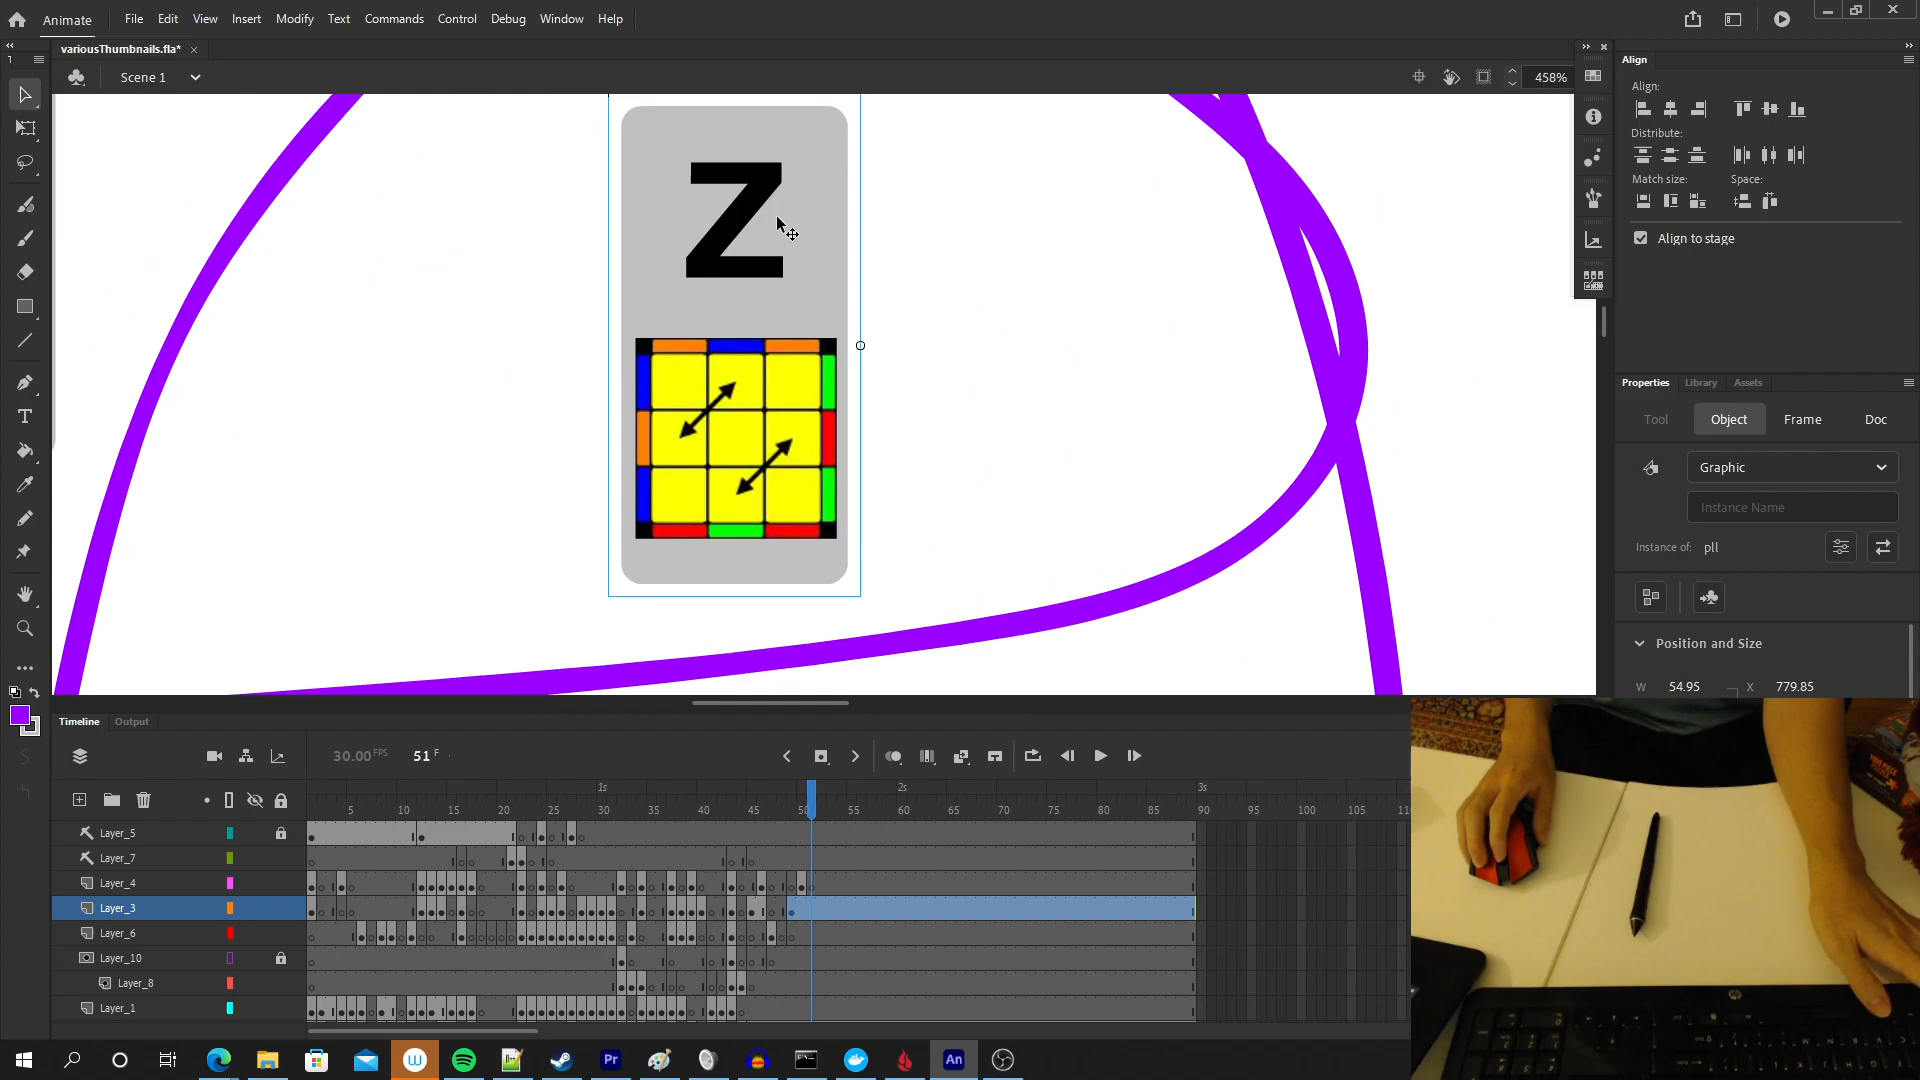 Animate File Edit View Insert Modify Text Commands Control Debug Window Help
variousThumbnails.fla*
1
Scene 1
458%
Align
Align:
Distribute:
Match size: Space:
Align to stage
Z
Properties Library Assets
Tool Object Frame Doc
Graphic
Instance Name
Instance of: pll
Position and Size
W 54.95 X 779.85
Timeline Output
30.00 FPS 51 F
1s 2s 3s
5 10 15 20 25 30 35 40 45 50 55 60 65 70 75 80 85 90 95 100 105
Layer_5
Layer_7
Layer_4
Layer_3
Layer_6
Layer_10
Layer_8
Layer_1
W Pr An
hp